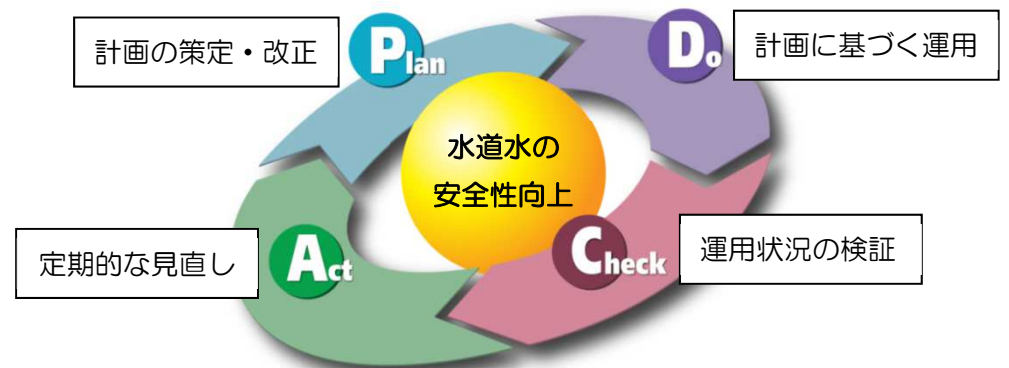 計画の策定・改正
Plan
Do
計画に基づく運用
水道水の
安全性向上
定期的な見直し
Act
Check
運用状況の検証